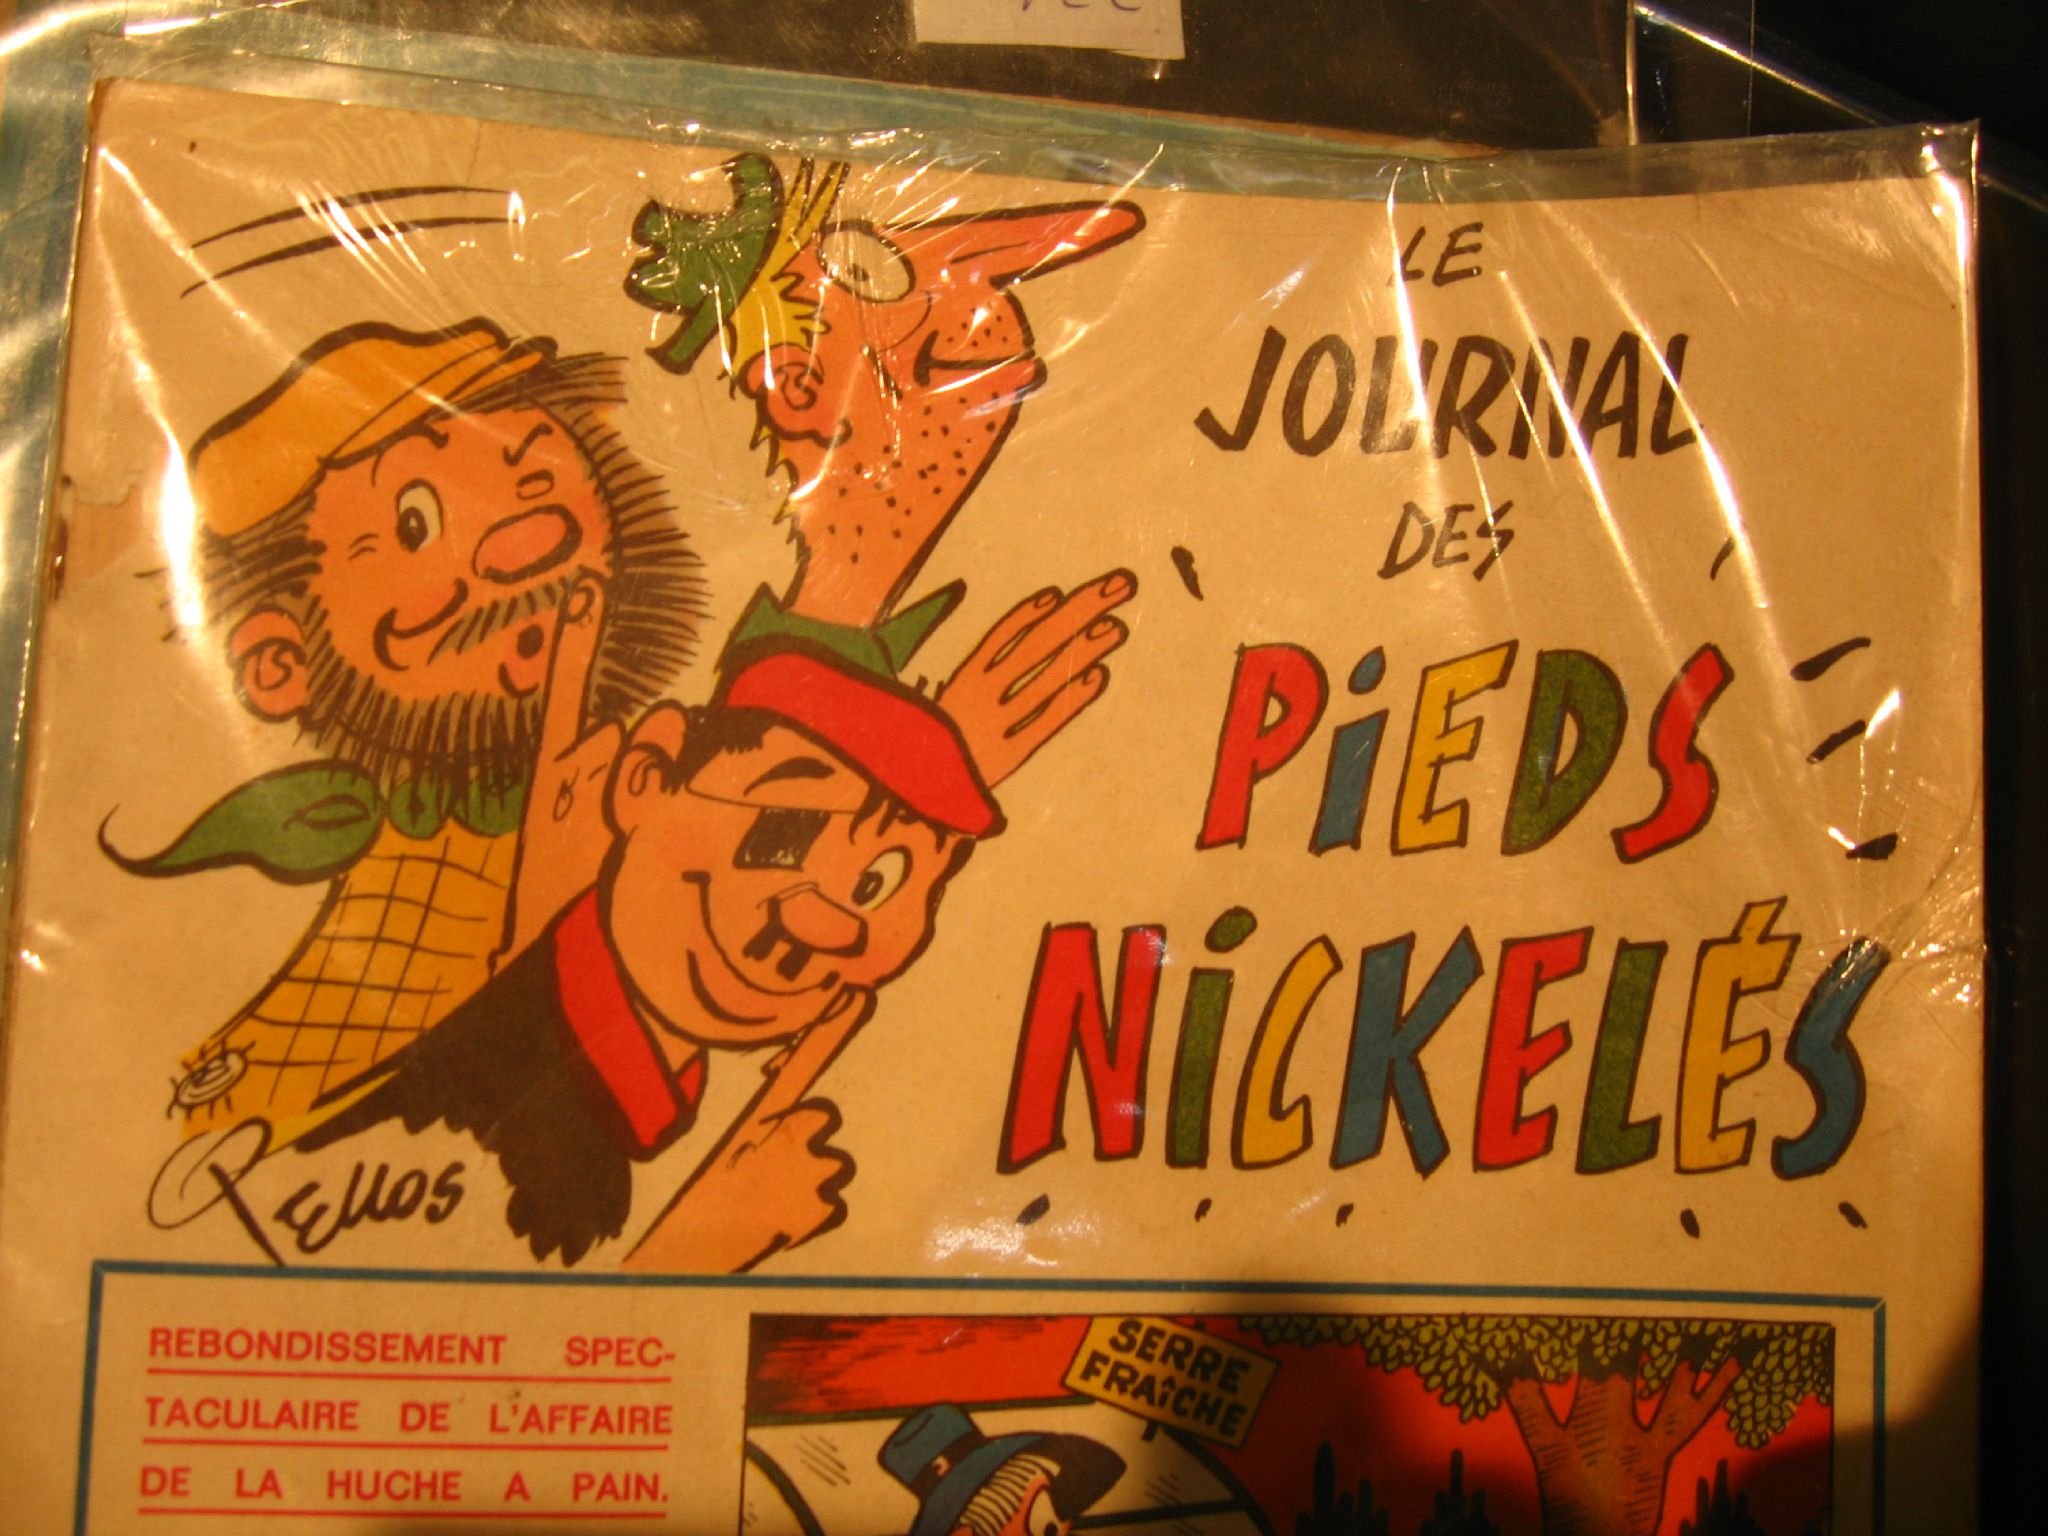 LE
JOURNAL
DES
PiEDS
NiCKELÉS
PEllOS
REBONDISSEMENT SPEC-
TACULAIRE DE L'AFFAIRE
DE LA HUCHE A PAIN.
SERRE
FRAÎCHE